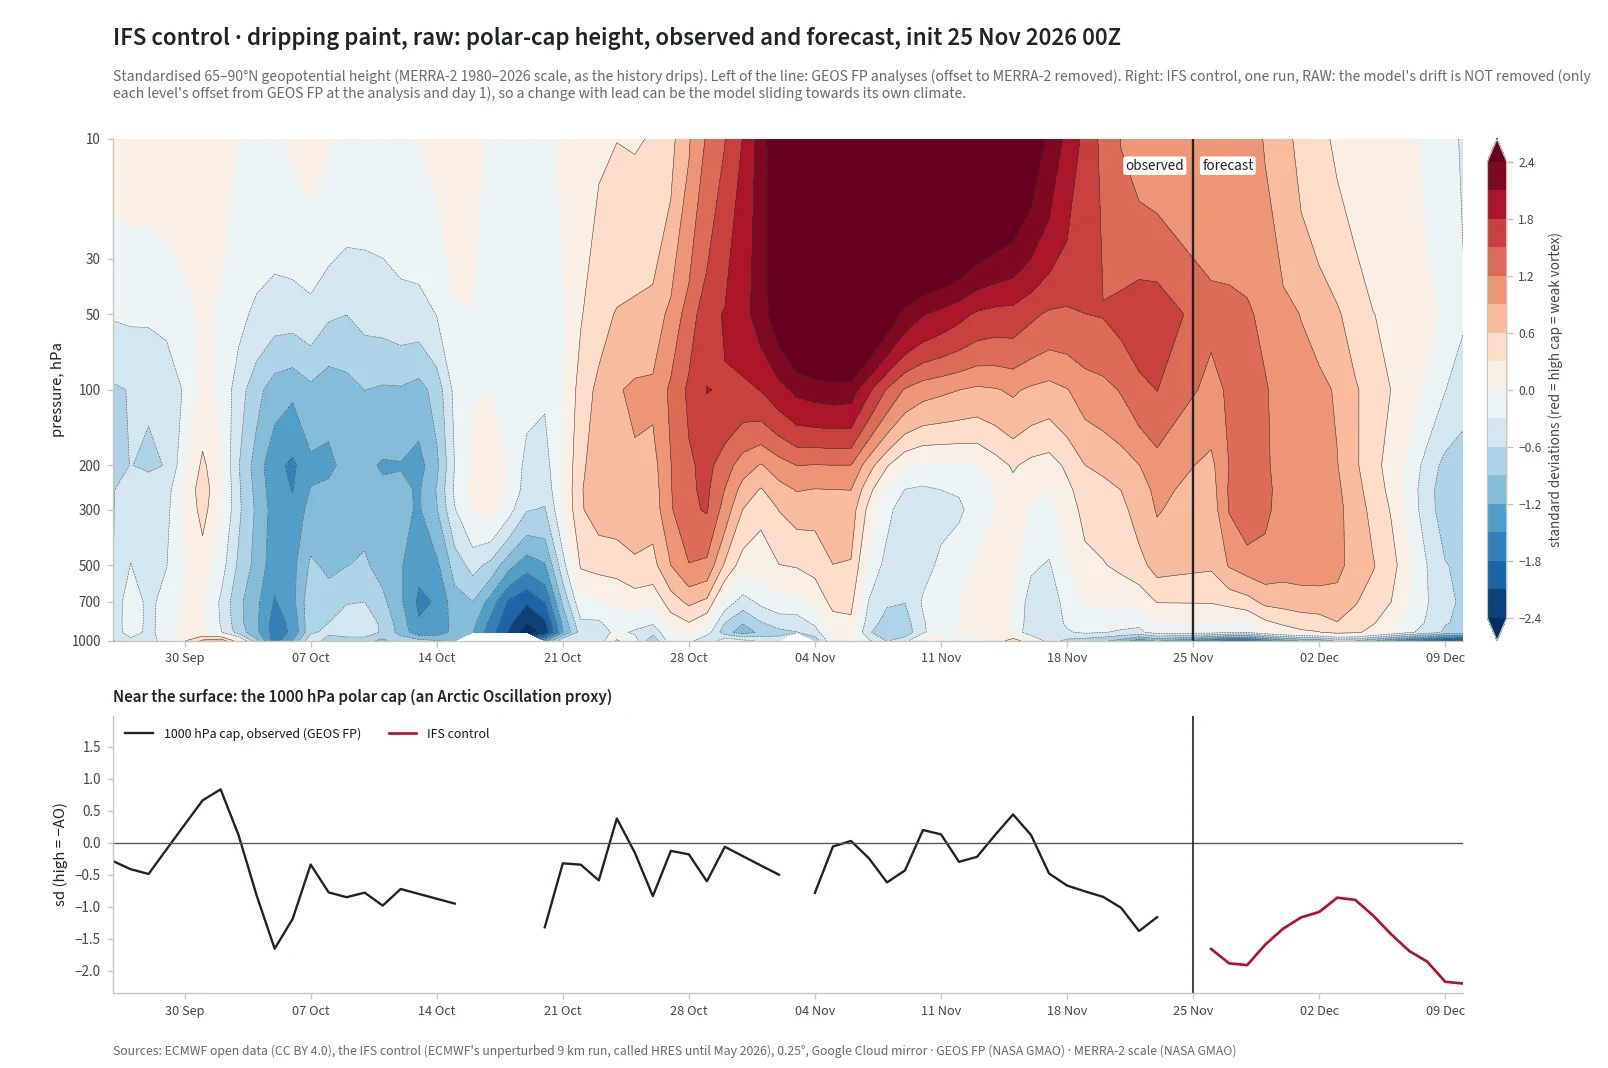 IFS control · dripping paint, raw: polar-cap height, observed and forecast, init 25 Nov 2026 00Z
Standardised 65–90°N geopotential height (MERRA-2 1980–2026 scale, as the history drips). Left of the line: GEOS FP analyses (offset to MERRA-2 removed). Right: IFS control, one run, RAW: the model's drift is NOT removed (only
each level's offset from GEOS FP at the analysis and day 1), so a change with lead can be the model sliding towards its own climate.
pressure, hPa
10
30
50
100
200
300
500
700
1000
observed
forecast
30 Sep
07 Oct
14 Oct
21 Oct
28 Oct
04 Nov
11 Nov
18 Nov
25 Nov
02 Dec
09 Dec
2.4
1.8
1.2
0.6
0.0
−0.6
−1.2
−1.8
−2.4
standard deviations (red = high cap = weak vortex)
Near the surface: the 1000 hPa polar cap (an Arctic Oscillation proxy)
1000 hPa cap, observed (GEOS FP)
IFS control
sd (high = −AO)
1.5
1.0
0.5
0.0
−0.5
−1.0
−1.5
−2.0
30 Sep
07 Oct
14 Oct
21 Oct
28 Oct
04 Nov
11 Nov
18 Nov
25 Nov
02 Dec
09 Dec
Sources: ECMWF open data (CC BY 4.0), the IFS control (ECMWF's unperturbed 9 km run, called HRES until May 2026), 0.25°, Google Cloud mirror · GEOS FP (NASA GMAO) · MERRA-2 scale (NASA GMAO)